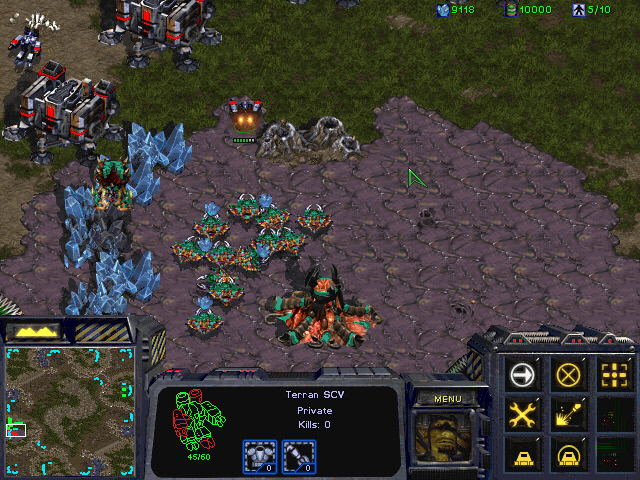 9118 10000 5/10
Terran SCV
Private
Kills: 0
MENU
45/60
0 0